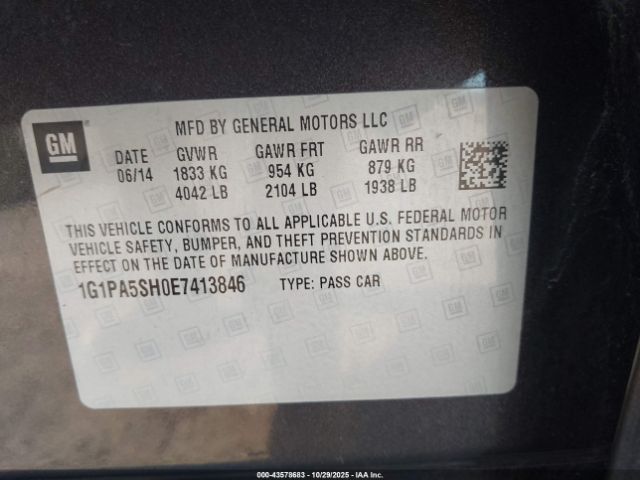 GM
MFD BY GENERAL MOTORS LLC
DATE GVWR GAWR FRT GAWR RR
06/14 1833 KG 954 KG 879 KG
4042 LB 2104 LB 1938 LB
THIS VEHICLE CONFORMS TO ALL APPLICABLE U.S. FEDERAL MOTOR
VEHICLE SAFETY, BUMPER, AND THEFT PREVENTION STANDARDS IN
EFFECT ON THE DATE OF MANUFACTURE SHOWN ABOVE.
1G1PA5SH0E7413846 TYPE: PASS CAR
000-43578683 | 10/29/2025 | IAA Inc.